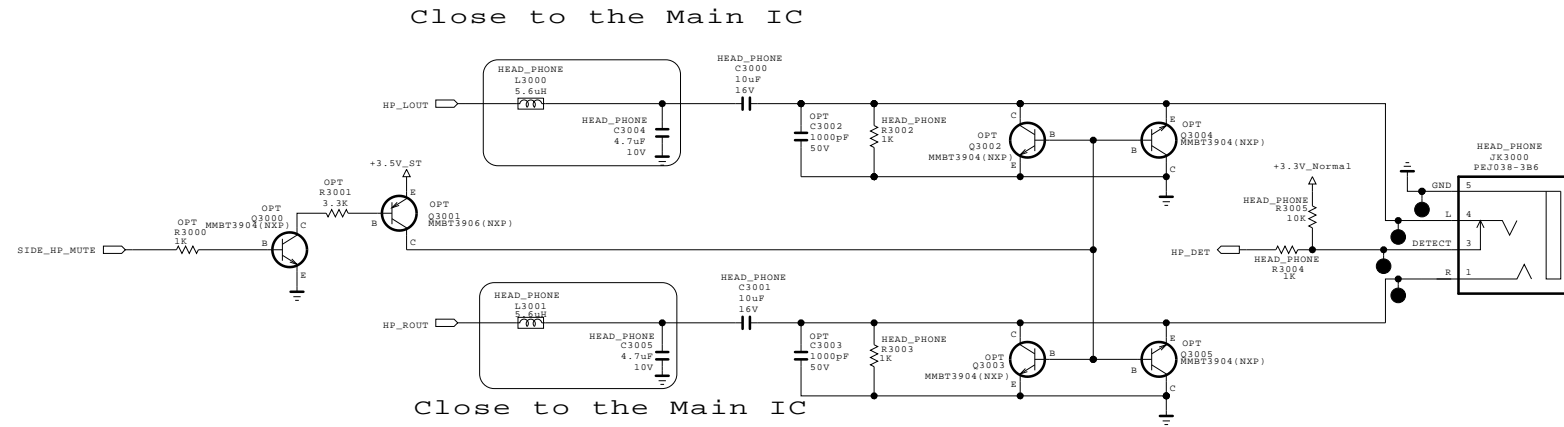 Close to the Main IC
HEAD_PHONE
L3000
5.6uH
HEAD_PHONE
C3000
10uF
16V
HP_LOUT
HEAD_PHONE
C3004
4.7uF
10V
OPT
C3002
1000pF
50V
HEAD_PHONE
R3002
1K
OPT
Q3002
MMBT3904(NXP)
C
B
E
OPT
Q3004
MMBT3904(NXP)
E
B
C
+3.5V_ST
OPT
R3001
3.3K
OPT
Q3001
MMBT3906(NXP)
E
B
C
OPT
Q3000
MMBT3904(NXP)
C
B
E
OPT
R3000
1K
SIDE_HP_MUTE
+3.3V_Normal
HEAD_PHONE
R3005
10K
HP_DET
HEAD_PHONE
R3004
1K
HEAD_PHONE
JK3000
PEJ038-3B6
GND
5
L
4
DETECT
3
R
1
HEAD_PHONE
L3001
5.6uH
HEAD_PHONE
C3001
10uF
16V
HP_ROUT
HEAD_PHONE
C3005
4.7uF
10V
OPT
C3003
1000pF
50V
HEAD_PHONE
R3003
1K
OPT
Q3003
MMBT3904(NXP)
C
B
E
OPT
Q3005
MMBT3904(NXP)
E
B
C
Close to the Main IC